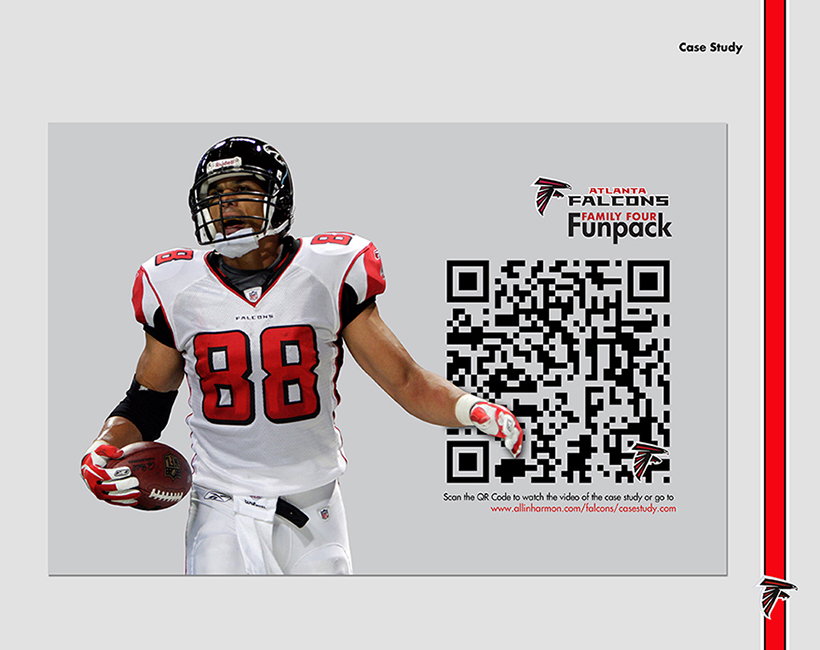 Case Study
Riddell
ATLANTA
FALCONS
FAMILY FOUR
Funpack
88
88
FALCONS
88
Scan the QR Code to watch the video of the case study or go to
www.allinharmon.com/falcons/casestudy.com